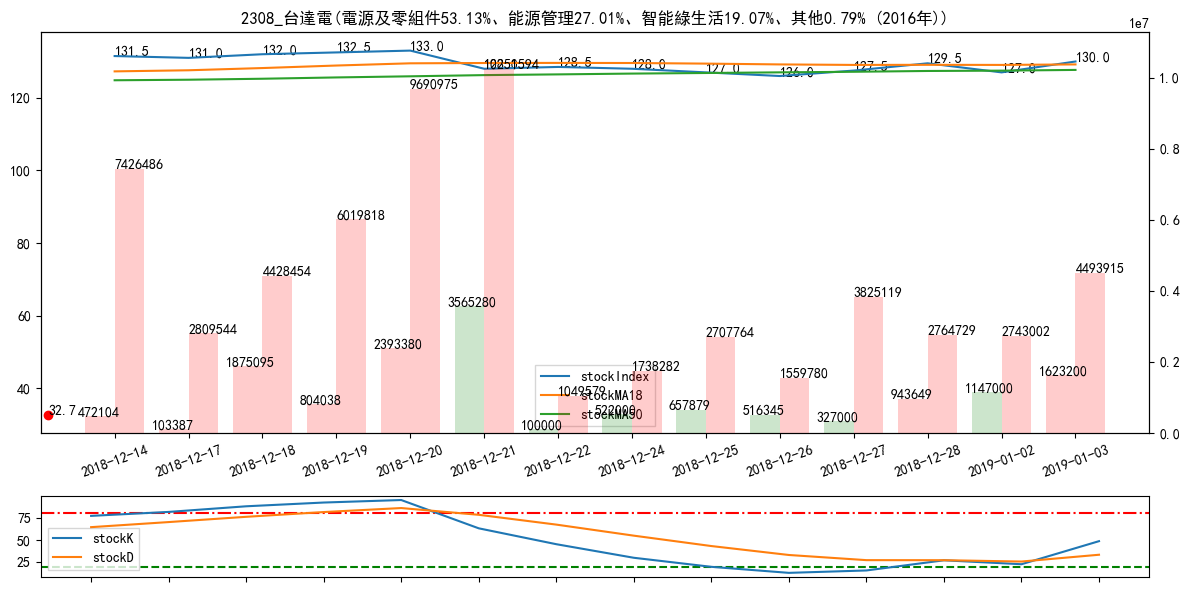 2308_台達電(電源及零組件53.13%、能源管理27.01%、智能綠生活19.07%、其他0.79% (2016年))
1e7
131.5 131.0 132.0 132.5 133.0 128.5 128.0 127.0 126.0 127.5 129.5 127.0 130.0
120 100 80 60 40
1.0 0.8 0.6 0.4 0.2 0.0
7426486 2809544 4428454 6019818 9690975 10251594 1049579 1738282 2707764 1559780 3825119 2764729 2743002 4493915
32.7
472104 103387 1875095 804038 2393380 3565280 100000 522000 657879 516345 327000 943649 1147000 1623200
stockIndex
stockMA18
stockMA50
2018-12-14 2018-12-17 2018-12-18 2018-12-19 2018-12-20 2018-12-21 2018-12-22 2018-12-24 2018-12-25 2018-12-26 2018-12-27 2018-12-28 2019-01-02 2019-01-03
75 50 25
stockK
stockD